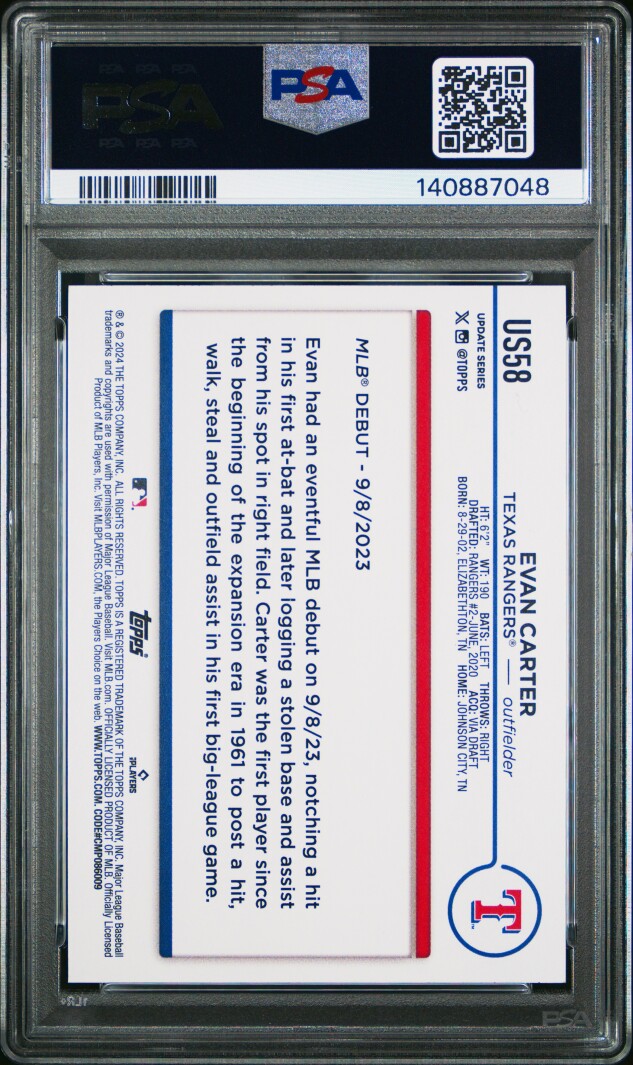 PSA PSA PSA
PSA
PSA PSA PSA
PSA
140887048
US58
UPDATE SERIES
X @TOPPS
EVAN CARTER
TEXAS RANGERS® — outfielder
HT: 6'2" WT: 190 BATS: LEFT THROWS: RIGHT
DRAFTED: RANGERS #2-JUNE, 2020 ACQ: VIA DRAFT
BORN: 8-29-02, ELIZABETHTON, TN HOME: JOHNSON CITY, TN
T
MLB® DEBUT - 9/8/2023
Evan had an eventful MLB debut on 9/8/23, notching a hit
in his first at-bat and later logging a stolen base and assist
from his spot in right field. Carter was the first player since
the beginning of the expansion era in 1961 to post a hit,
walk, steal and outfield assist in his first big-league game.
topps®
PLAYERS
® & © 2024 THE TOPPS COMPANY, INC. ALL RIGHTS RESERVED. TOPPS IS A REGISTERED TRADEMARK OF THE TOPPS COMPANY, INC. Major League Baseball
trademarks and copyrights are used with permission of Major League Baseball. Visit MLB.com. OFFICIALLY LICENSED PRODUCT OF MLB. Officially Licensed
Product of MLB Players, Inc. Visit MLBPLAYERS.COM, the Players Choice on the web. WWW.TOPPS.COM. CODE#CMP086009
PSA